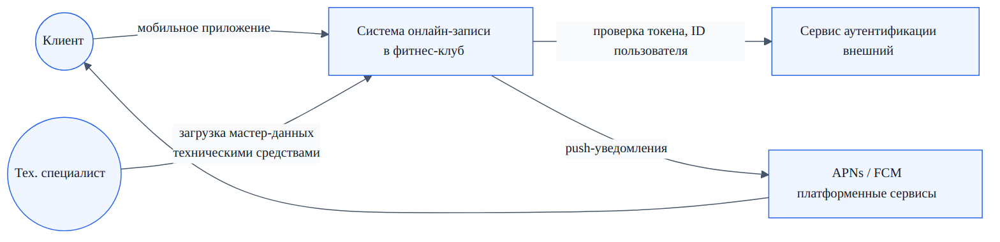 Клиент
мобильное приложение
Система онлайн-записи
в фитнес-клуб
проверка токена, ID
пользователя
Сервис аутентификации
внешний
загрузка мастер-данных
техническими средствами
Тех. специалист
push-уведомления
APNs / FCM
платформенные сервисы